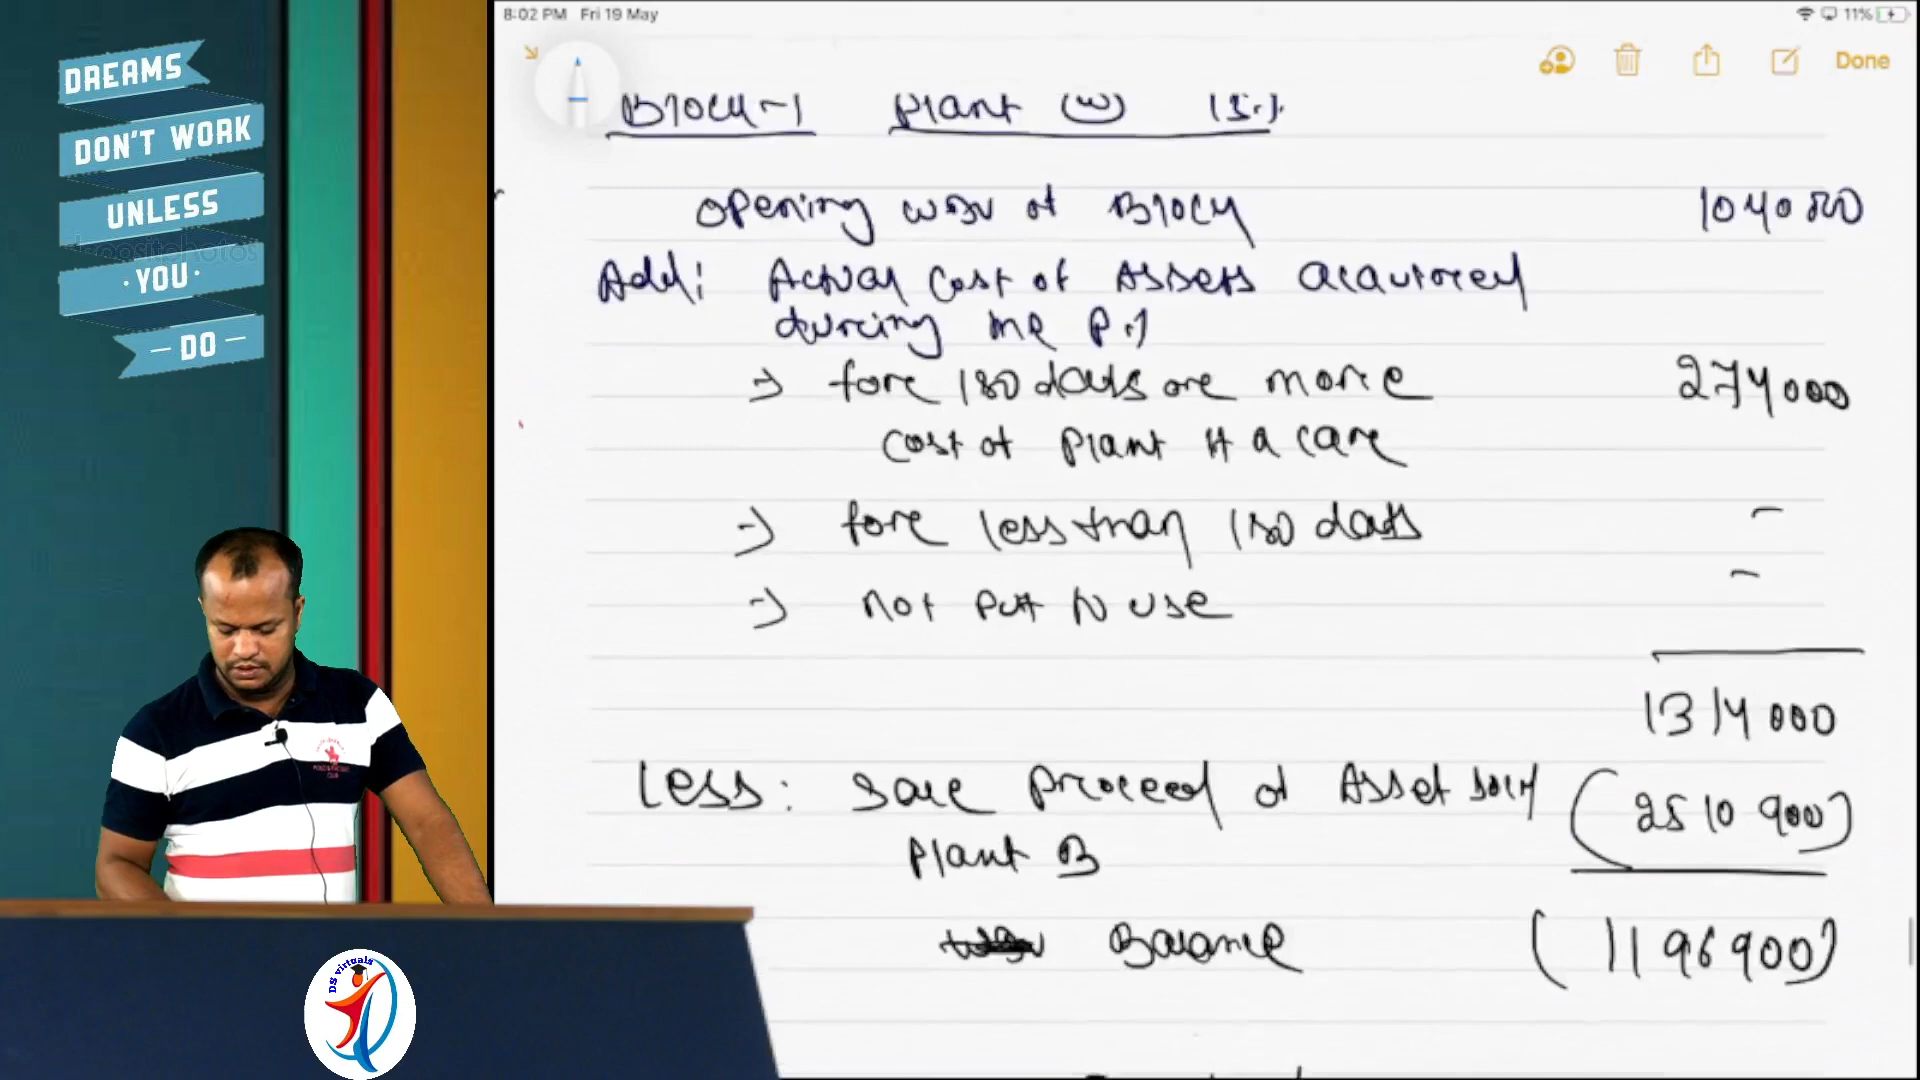 8:02 PM Fri 19 May
11%
Done
DREAMS
DON'T WORK
UNLESS
·YOU·
DO
Block-1 Plant @ 15%
Opening WDV of Block 1040000
Add: Actual Cost of Assets acquired
during the P.Y
⇒ for 180 days or more 274000
cost of Plant
⇒ for less than 180 days -
⇒ not put to use -
1314000
Less: Sale Proceed of Asset sold (2510900)
Plant B
Balance (1196900)
DS virtuals